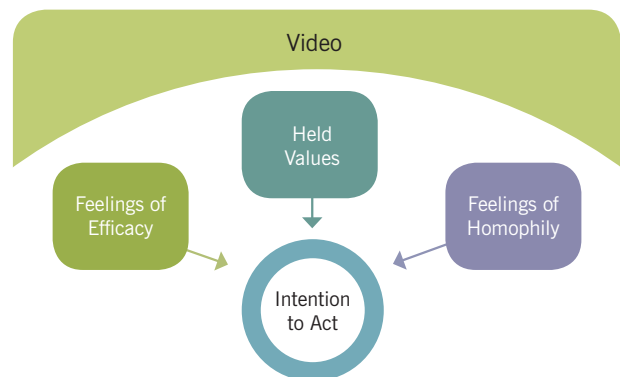 Video
Held
Values
Feelings of
Efficacy
Feelings of
Homophily
Intention
to Act